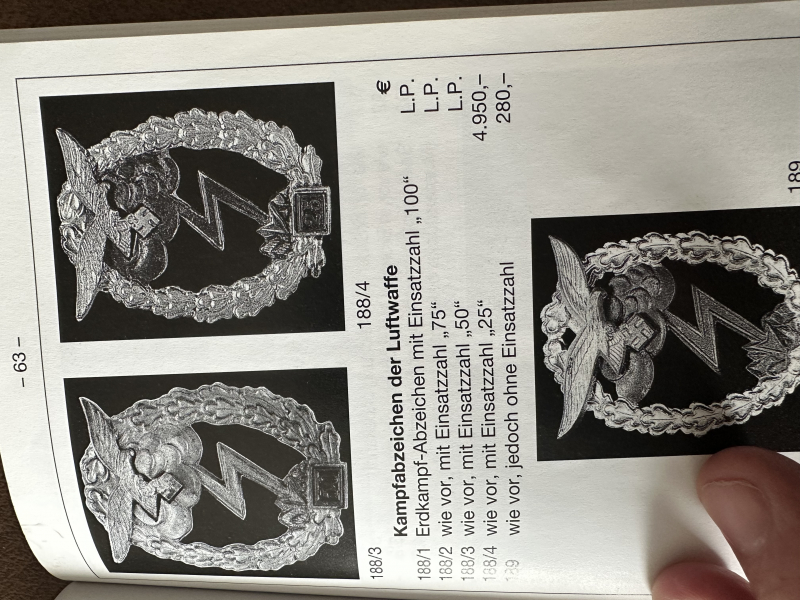 – 63 –
188/3
188/4
Kampfabzeichen der Luftwaffe €
188/1 Erdkampf-Abzeichen mit Einsatzzahl „100“ L.P.
188/2 wie vor, mit Einsatzzahl „75“ L.P.
188/3 wie vor, mit Einsatzzahl „50“ L.P.
188/4 wie vor, mit Einsatzzahl „25“ 4.950,–
189 wie vor, jedoch ohne Einsatzzahl 280,–
189